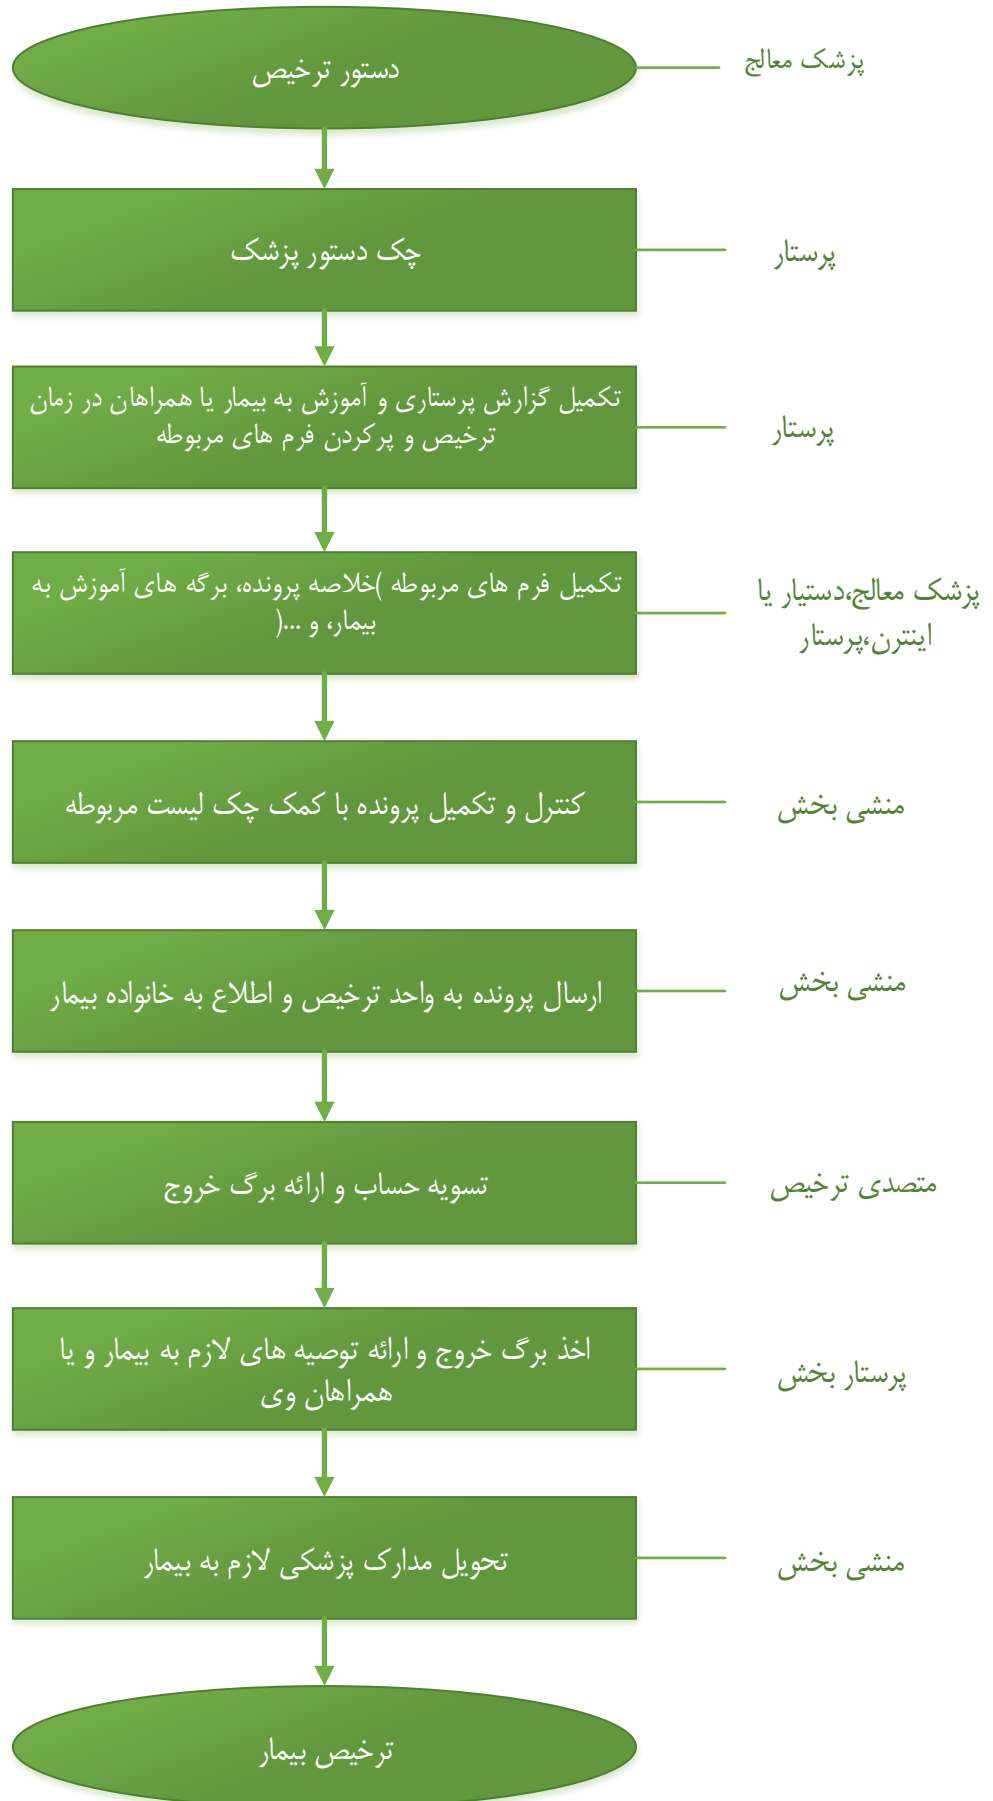 دستور ترخیص
پزشک معالج
چک دستور پزشک
پرستار
تکمیل گزارش پرستاری و آموزش به بیمار یا همراهان در زمان
ترخیص و پرکردن فرم های مربوطه
پرستار
تکمیل فرم های مربوطه )خلاصه پرونده، برگه های آموزش به
بیمار، و ...(
پزشک معالج،دستیار یا
اینترن،پرستار
کنترل و تکمیل پرونده با کمک چک لیست مربوطه
منشی بخش
ارسال پرونده به واحد ترخیص و اطلاع به خانواده بیمار
منشی بخش
تسویه حساب و ارائه برگ خروج
متصدی ترخیص
اخذ برگ خروج و ارائه توصیه های لازم به بیمار و یا
همراهان وی
پرستار بخش
تحویل مدارک پزشکی لازم به بیمار
منشی بخش
ترخیص بیمار